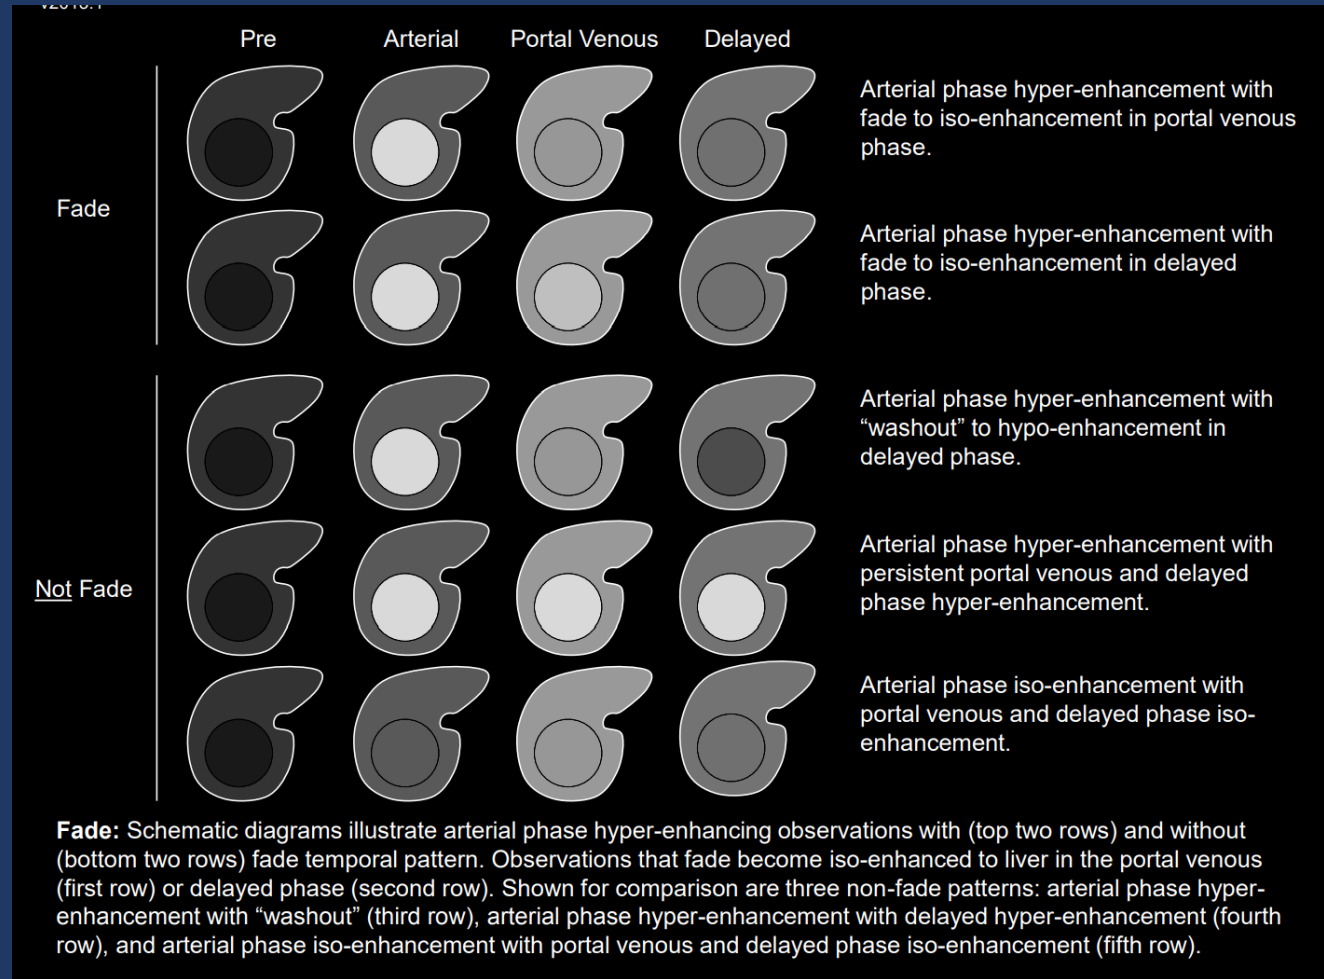 v2018.1
Pre
Arterial
Portal Venous
Delayed
Fade
Arterial phase hyper-enhancement with
fade to iso-enhancement in portal venous
phase.
Arterial phase hyper-enhancement with
fade to iso-enhancement in delayed
phase.
Not Fade
Arterial phase hyper-enhancement with
“washout” to hypo-enhancement in
delayed phase.
Arterial phase hyper-enhancement with
persistent portal venous and delayed
phase hyper-enhancement.
Arterial phase iso-enhancement with
portal venous and delayed phase iso-
enhancement.
Fade: Schematic diagrams illustrate arterial phase hyper-enhancing observations with (top two rows) and without
(bottom two rows) fade temporal pattern. Observations that fade become iso-enhanced to liver in the portal venous
(first row) or delayed phase (second row). Shown for comparison are three non-fade patterns: arterial phase hyper-
enhancement with “washout” (third row), arterial phase hyper-enhancement with delayed hyper-enhancement (fourth
row), and arterial phase iso-enhancement with portal venous and delayed phase iso-enhancement (fifth row).